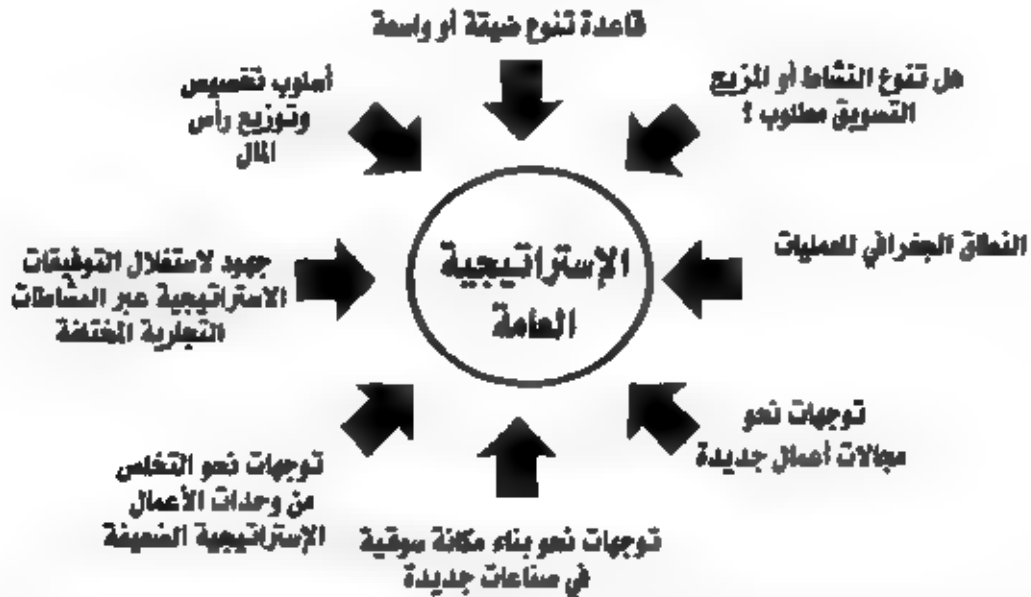 قاعدة تنوع ضيقة أو واسعة
هل تنوع النشاط أو المزيج
التسويق مطلوب ؟
أسلوب تخصيص
وتوزيع رأس
المال
النطاق الجغرافي للعمليات
الإستراتيجية
العامة
جهود لاستغلال التوفيقات
الاستراتيجية عبر النشاطات
التجارية المختلفة
توجهات نحو
مجالات أعمال جديدة
توجهات نحو بناء مكانة سوقية
في صناعات جديدة
توجهات نحو التخلص
من وحدات الأعمال
الإستراتيجية الضعيفة